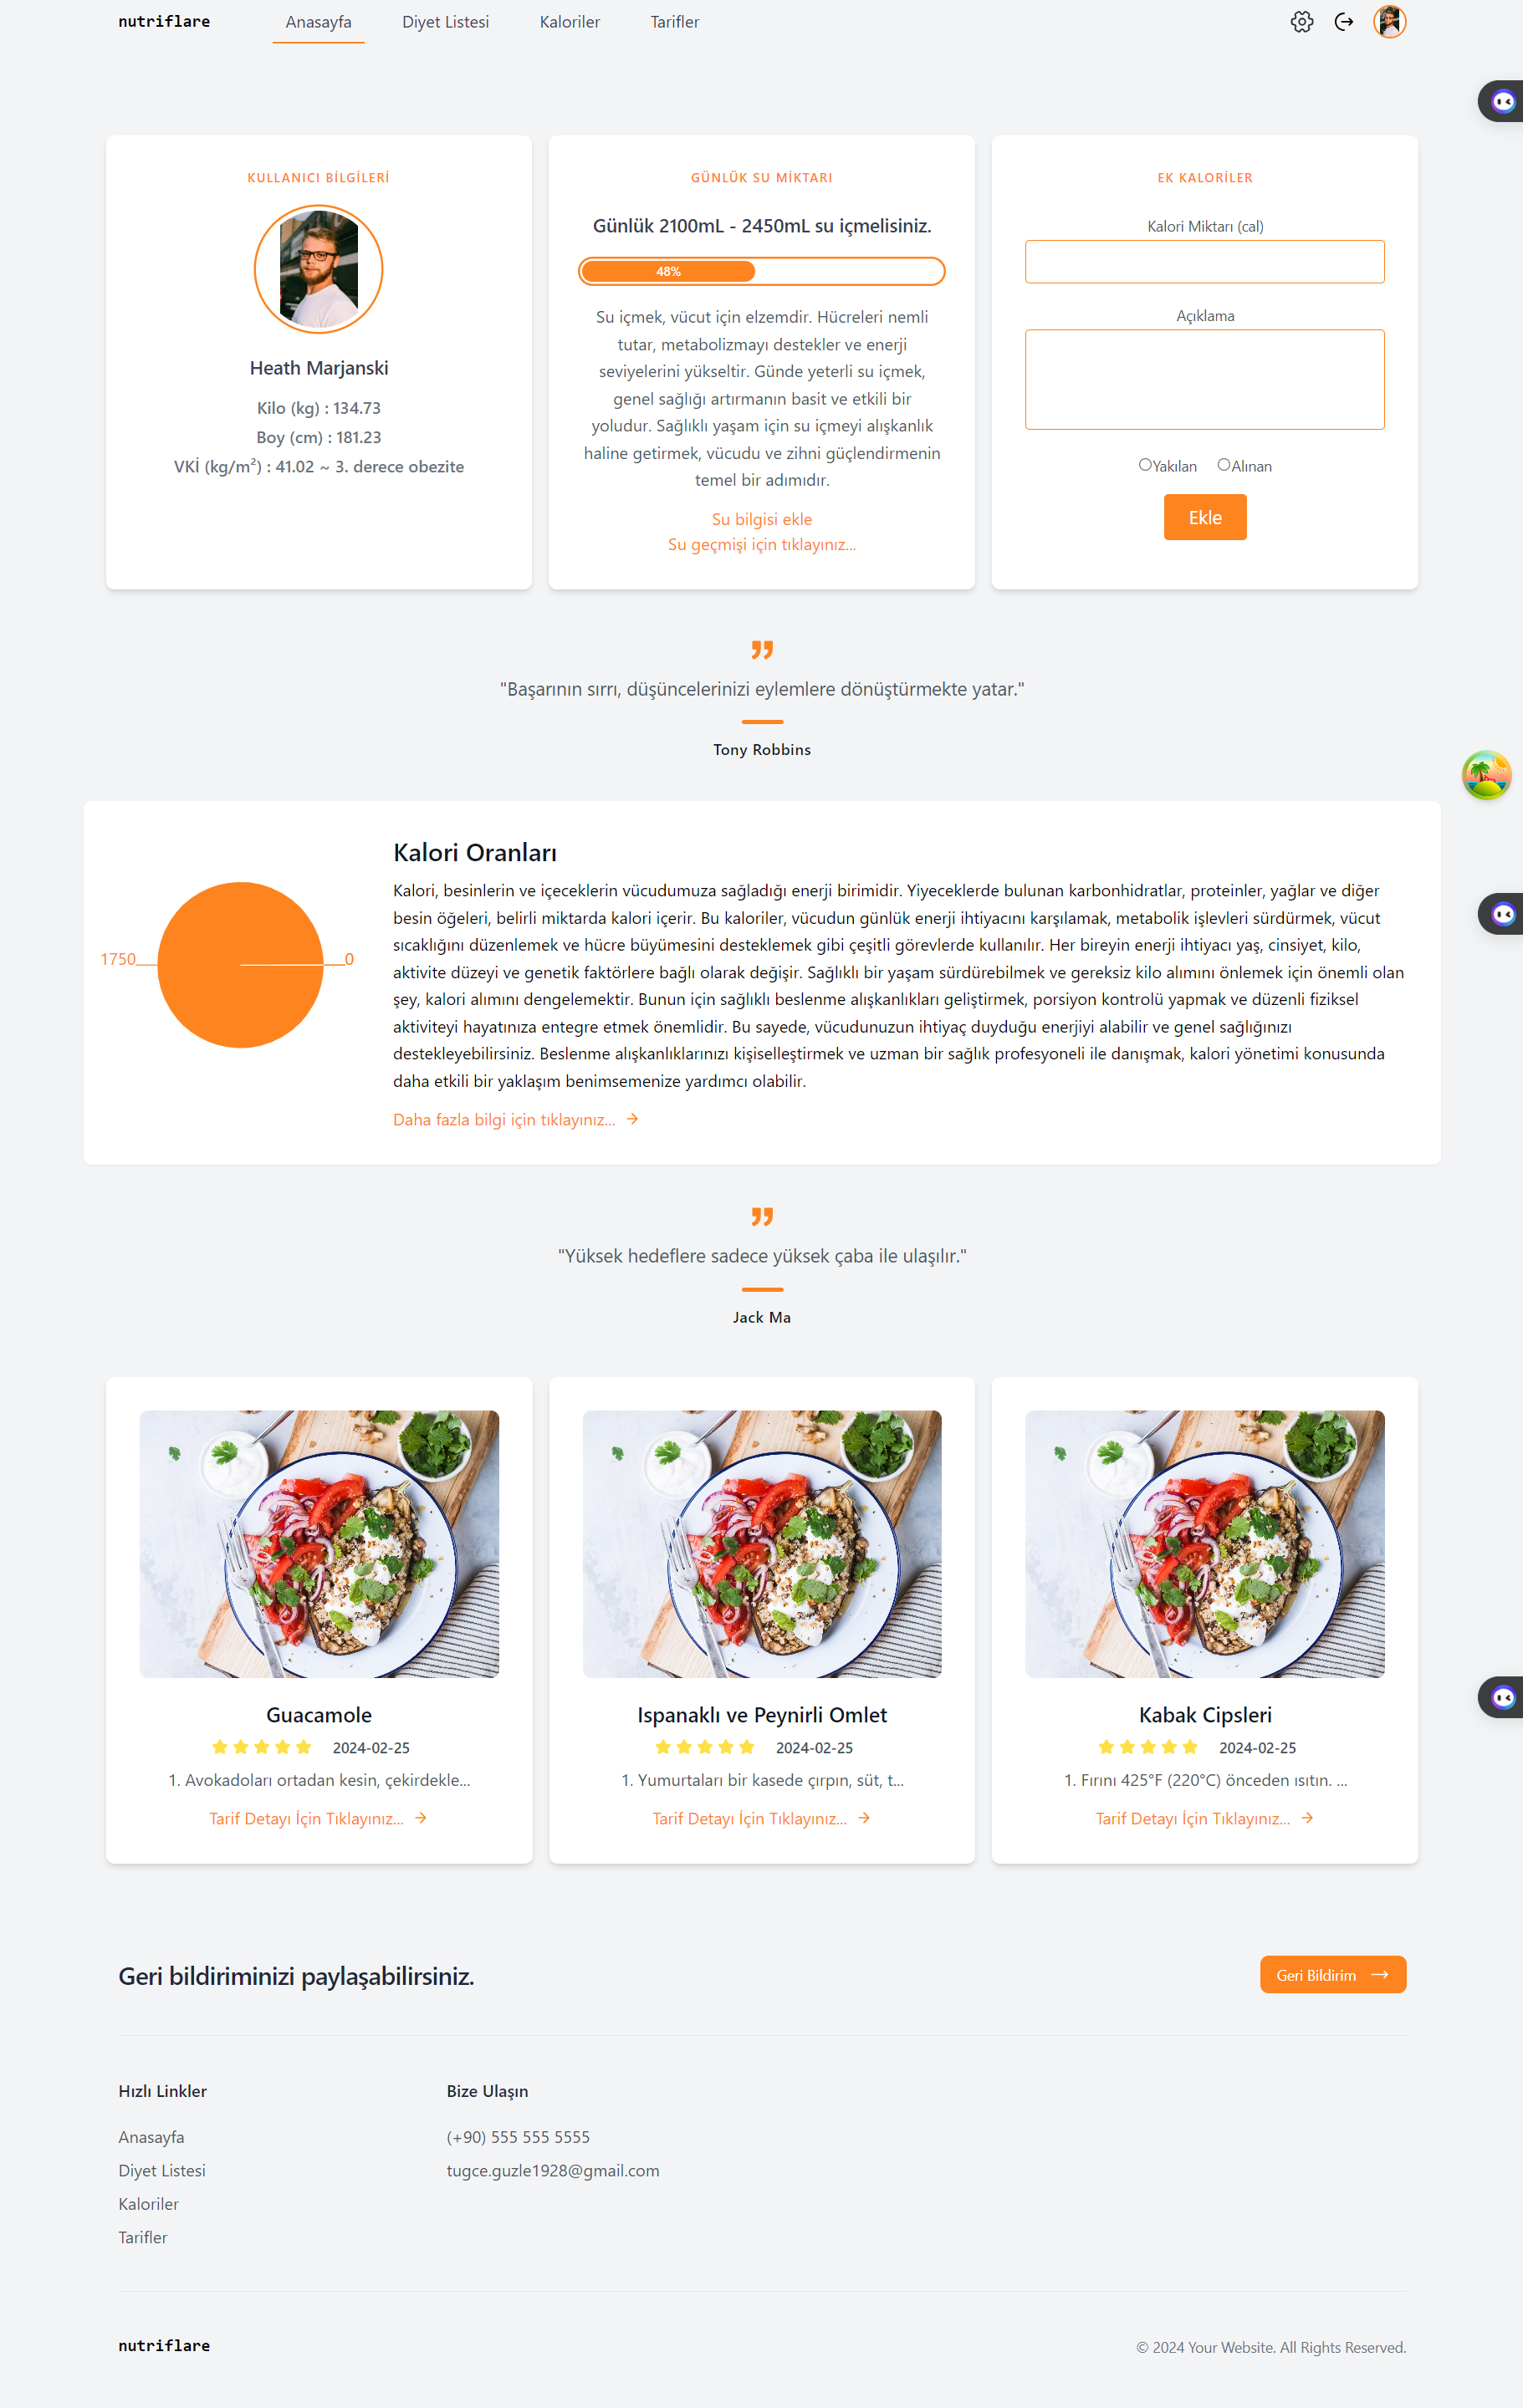 nutriflare
Anasayfa
Diyet Listesi
Kaloriler
Tarifler
KULLANICI BİLGİLERİ
Heath Marjanski
Kilo (kg) : 134.73
Boy (cm) : 181.23
VKİ (kg/m²) : 41.02 ~ 3. derece obezite
GÜNLÜK SU MİKTARI
Günlük 2100mL - 2450mL su içmelisiniz.
48%
Su içmek, vücut için elzemdir. Hücreleri nemli
tutar, metabolizmayı destekler ve enerji
seviyelerini yükseltir. Günde yeterli su içmek,
genel sağlığı artırmanın basit ve etkili bir
yoludur. Sağlıklı yaşam için su içmeyi alışkanlık
haline getirmek, vücudu ve zihni güçlendirmenin
temel bir adımıdır.
Su bilgisi ekle
Su geçmişi için tıklayınız...
EK KALORİLER
Kalori Miktarı (cal)
Açıklama
Yakılan
Alınan
Ekle
"Başarının sırrı, düşüncelerinizi eylemlere dönüştürmekte yatar."
Tony Robbins
1750
0
Kalori Oranları
Kalori, besinlerin ve içeceklerin vücudumuza sağladığı enerji birimidir. Yiyeceklerde bulunan karbonhidratlar, proteinler, yağlar ve diğer
besin öğeleri, belirli miktarda kalori içerir. Bu kaloriler, vücudun günlük enerji ihtiyacını karşılamak, metabolik işlevleri sürdürmek, vücut
sıcaklığını düzenlemek ve hücre büyümesini desteklemek gibi çeşitli görevlerde kullanılır. Her bireyin enerji ihtiyacı yaş, cinsiyet, kilo,
aktivite düzeyi ve genetik faktörlere bağlı olarak değişir. Sağlıklı bir yaşam sürdürebilmek ve gereksiz kilo alımını önlemek için önemli olan
şey, kalori alımını dengelemektir. Bunun için sağlıklı beslenme alışkanlıkları geliştirmek, porsiyon kontrolü yapmak ve düzenli fiziksel
aktiviteyi hayatınıza entegre etmek önemlidir. Bu sayede, vücudunuzun ihtiyaç duyduğu enerjiyi alabilir ve genel sağlığınızı
destekleyebilirsiniz. Beslenme alışkanlıklarınızı kişiselleştirmek ve uzman bir sağlık profesyoneli ile danışmak, kalori yönetimi konusunda
daha etkili bir yaklaşım benimsemenize yardımcı olabilir.
Daha fazla bilgi için tıklayınız...
"Yüksek hedeflere sadece yüksek çaba ile ulaşılır."
Jack Ma
Guacamole
2024-02-25
1. Avokadoları ortadan kesin, çekirdekle...
Tarif Detayı İçin Tıklayınız...
Ispanaklı ve Peynirli Omlet
2024-02-25
1. Yumurtaları bir kasede çırpın, süt, t...
Tarif Detayı İçin Tıklayınız...
Kabak Cipsleri
2024-02-25
1. Fırını 425°F (220°C) önceden ısıtın. ...
Tarif Detayı İçin Tıklayınız...
Geri bildiriminizi paylaşabilirsiniz.
Geri Bildirim
Hızlı Linkler
Anasayfa
Diyet Listesi
Kaloriler
Tarifler
Bize Ulaşın
(+90) 555 555 5555
tugce.guzle1928@gmail.com
nutriflare
© 2024 Your Website. All Rights Reserved.